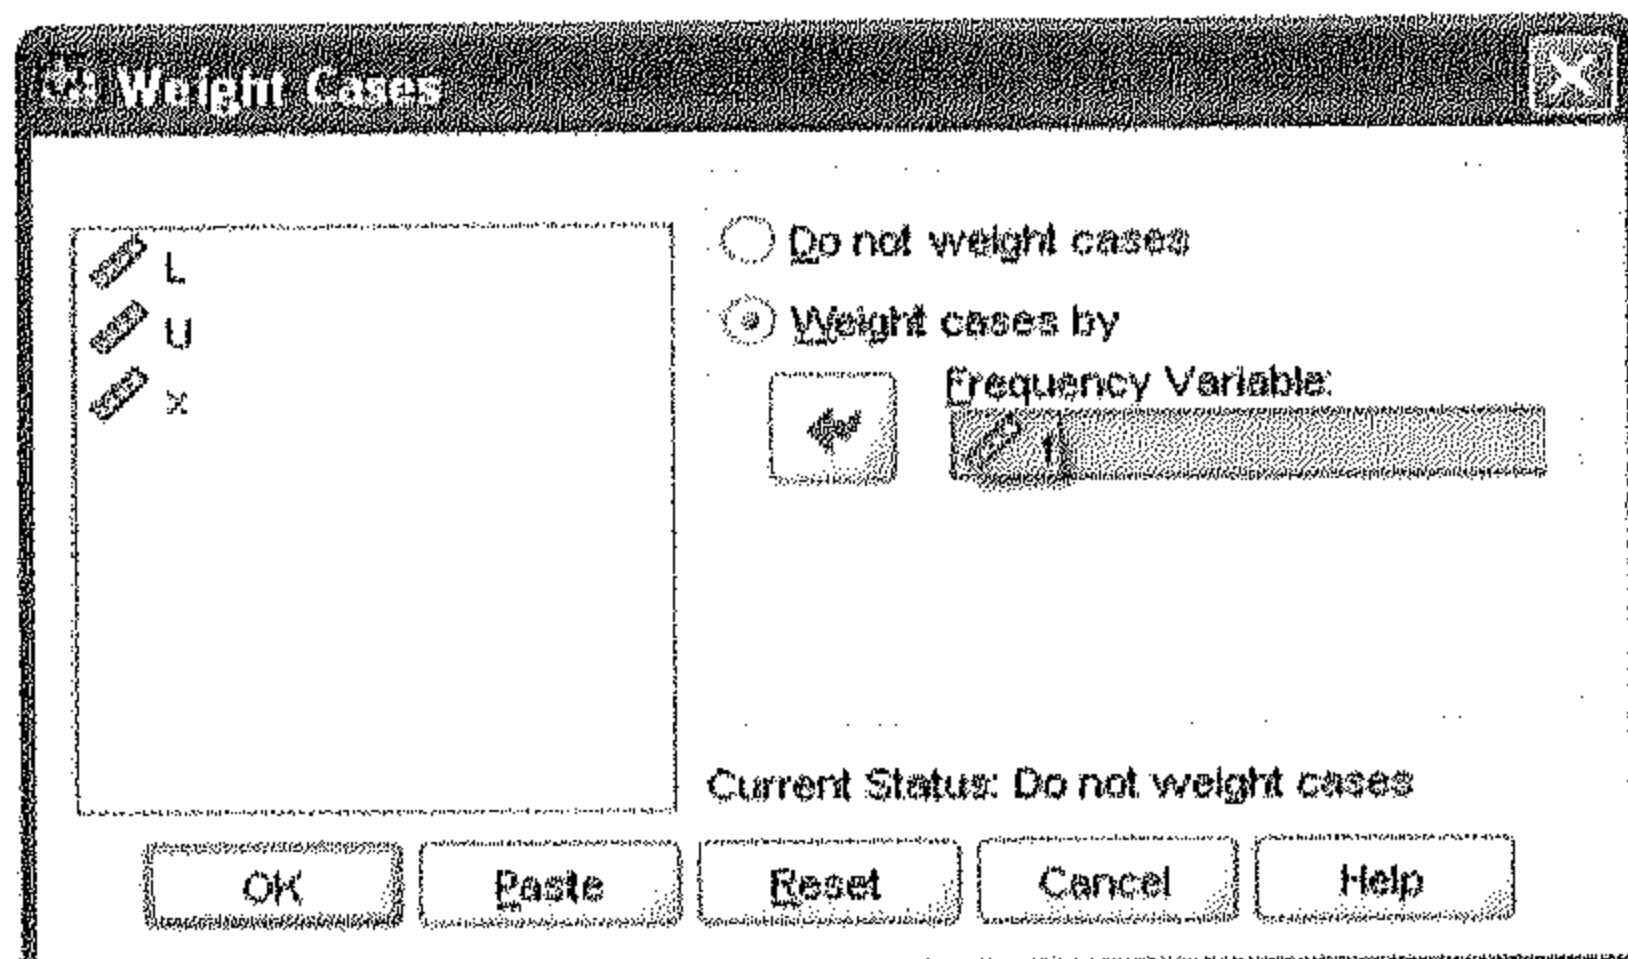 Weight Cases
L
U
x
Do not weight cases
Weight cases by
Frequency Variable:
f
Current Status: Do not weight cases
OK
Paste
Reset
Cancel
Help